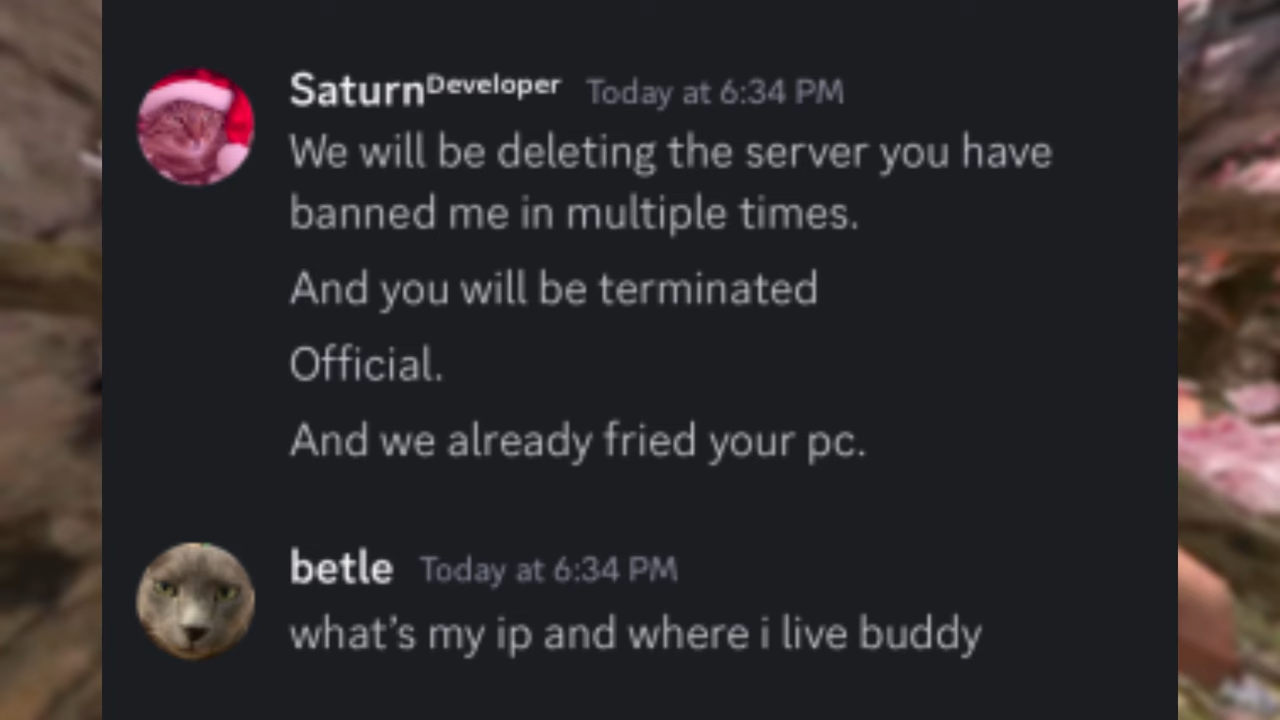 Saturn Developer Today at 6:34 PM
We will be deleting the server you have
banned me in multiple times.
And you will be terminated
Official.
And we already fried your pc.
betle Today at 6:34 PM
what’s my ip and where i live buddy